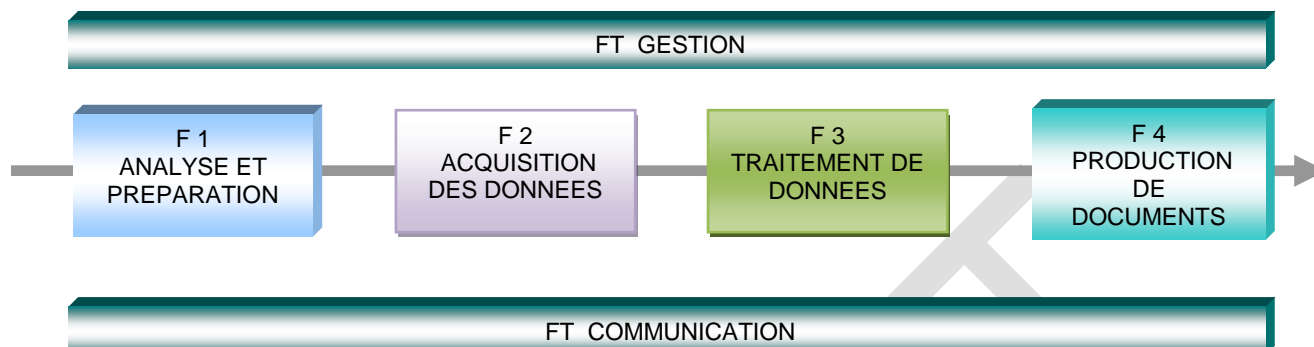 FT GESTION
F 1
ANALYSE ET
PREPARATION
F 2
ACQUISITION
DES DONNEES
F 3
TRAITEMENT DE
DONNEES
F 4
PRODUCTION
DE
DOCUMENTS
FT COMMUNICATION